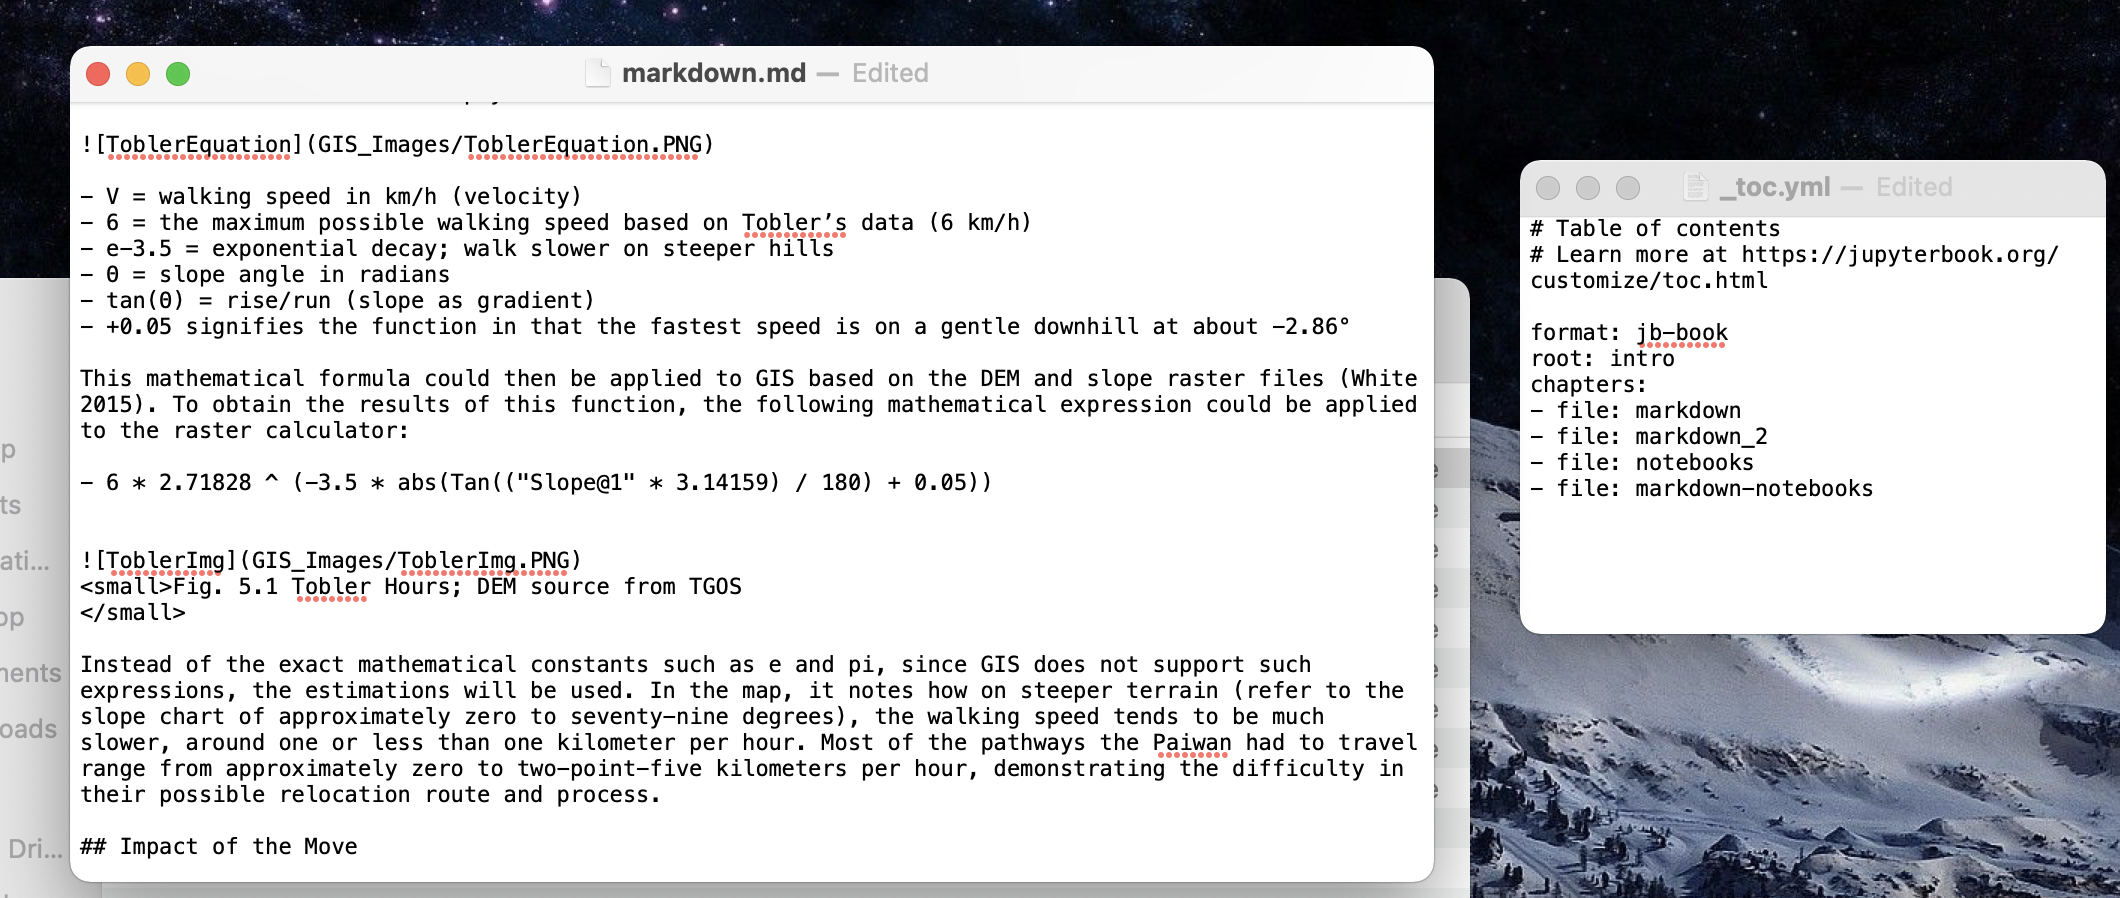 markdown.md — Edited
![ToblerEquation](GIS_Images/ToblerEquation.PNG)
- V = walking speed in km/h (velocity)
- 6 = the maximum possible walking speed based on Tobler’s data (6 km/h)
- e-3.5 = exponential decay; walk slower on steeper hills
- θ = slope angle in radians
- tan(θ) = rise/run (slope as gradient)
- +0.05 signifies the function in that the fastest speed is on a gentle downhill at about -2.86°
This mathematical formula could then be applied to GIS based on the DEM and slope raster files (White
2015). To obtain the results of this function, the following mathematical expression could be applied
to the raster calculator:
- 6 * 2.71828 ^ (-3.5 * abs(Tan(("Slope@1" * 3.14159) / 180) + 0.05))
![ToblerImg](GIS_Images/ToblerImg.PNG)
<small>Fig. 5.1 Tobler Hours; DEM source from TGOS
</small>
Instead of the exact mathematical constants such as e and pi, since GIS does not support such
expressions, the estimations will be used. In the map, it notes how on steeper terrain (refer to the
slope chart of approximately zero to seventy-nine degrees), the walking speed tends to be much
slower, around one or less than one kilometer per hour. Most of the pathways the Paiwan had to travel
range from approximately zero to two-point-five kilometers per hour, demonstrating the difficulty in
their possible relocation route and process.
## Impact of the Move
_toc.yml — Edited
# Table of contents
# Learn more at https://jupyterbook.org/
customize/toc.html
format: jb-book
root: intro
chapters:
- file: markdown
- file: markdown_2
- file: notebooks
- file: markdown-notebooks